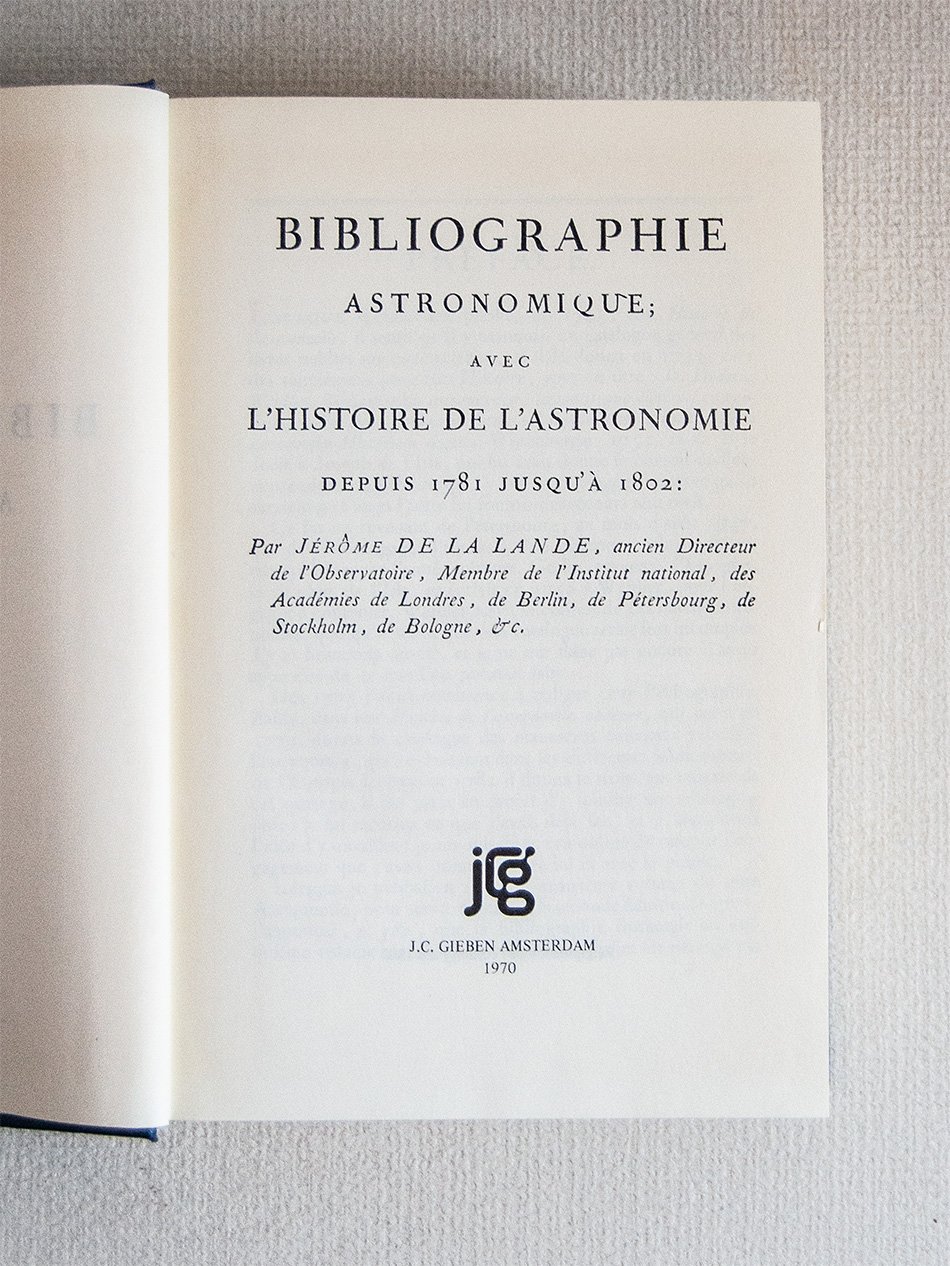 BIBLIOGRAPHIE
ASTRONOMIQUE;
AVEC
L'HISTOIRE DE L'ASTRONOMIE
DEPUIS 1781 JUSQU'À 1802:
Par JÉRÔME DE LA LANDE, ancien Directeur
de l'Observatoire, Membre de l'Institut national, des
Académies de Londres, de Berlin, de Pétersbourg, de
Stockholm, de Bologne, &c.
jcg
J.C. GIEBEN AMSTERDAM
1970